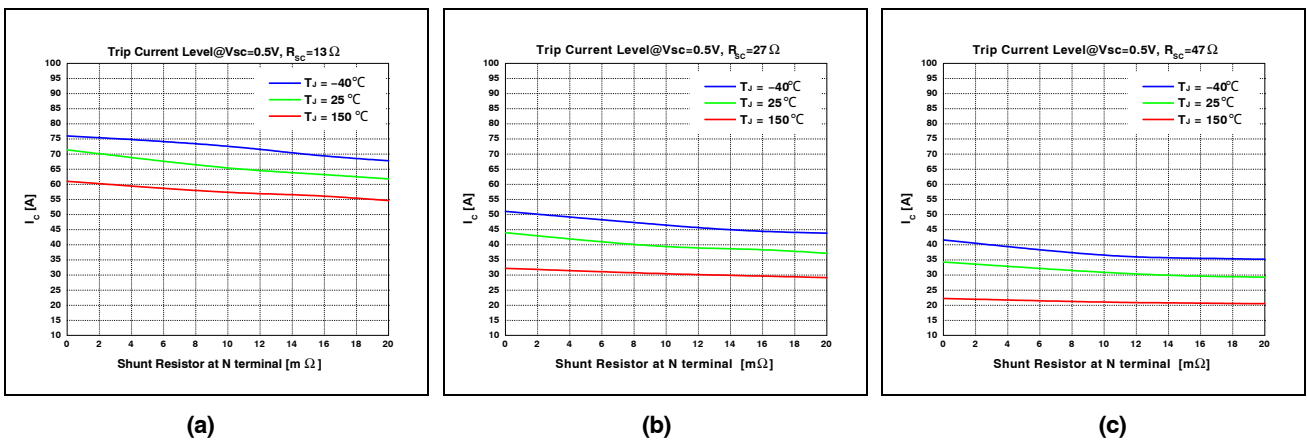 Trip Current Level@Vsc=0.5V, RSC=13Ω
100
95
90
85
80
75
70
65
60
55
50
45
40
35
30
25
20
15
10
IC [A]
TJ = −40℃
TJ = 25℃
TJ = 150℃
0 2 4 6 8 10 12 14 16 18 20
Shunt Resistor at N terminal [mΩ]
(a)
Trip Current Level@Vsc=0.5V, RSC=27Ω
100
95
90
85
80
75
70
65
60
55
50
45
40
35
30
25
20
15
10
IC [A]
TJ = −40℃
TJ = 25℃
TJ = 150℃
0 2 4 6 8 10 12 14 16 18 20
Shunt Resistor at N terminal [mΩ]
(b)
Trip Current Level@Vsc=0.5V, RSC=47Ω
100
95
90
85
80
75
70
65
60
55
50
45
40
35
30
25
20
15
10
IC [A]
TJ = −40℃
TJ = 25℃
TJ = 150℃
0 2 4 6 8 10 12 14 16 18 20
Shunt Resistor at N terminal [mΩ]
(c)